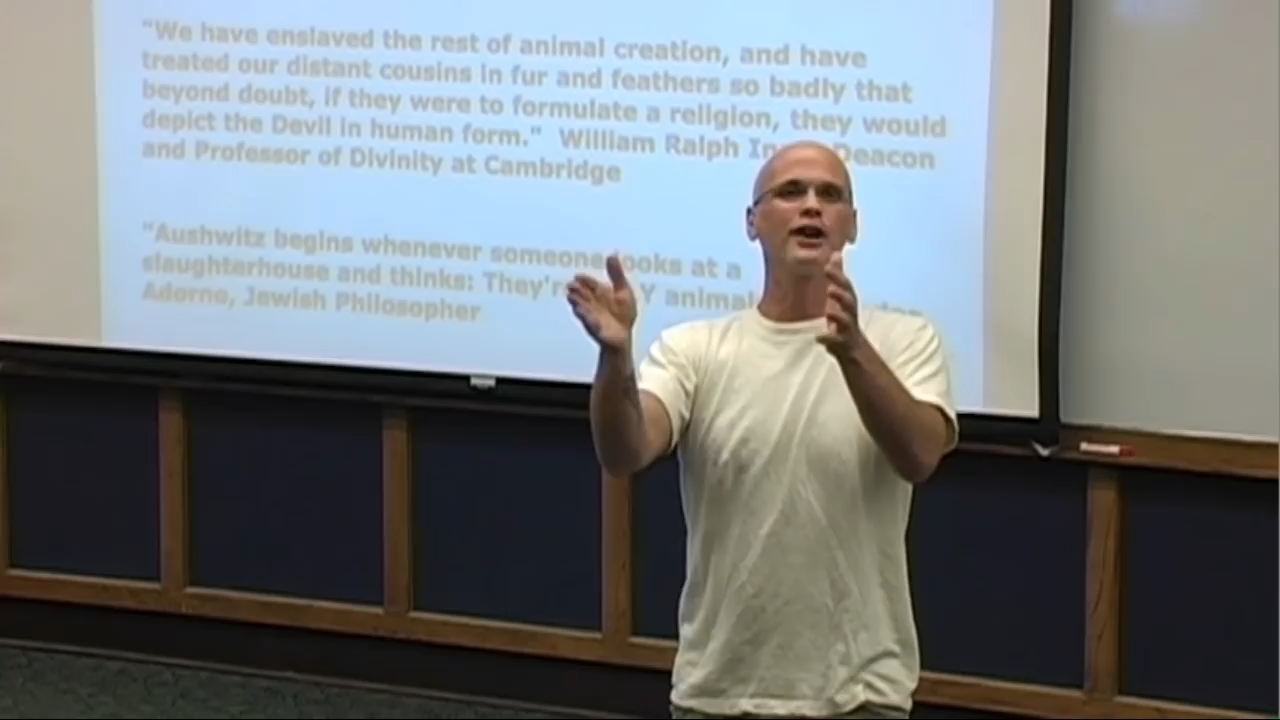 "We have enslaved the rest of animal creation, and have
treated our distant cousins in fur and feathers so badly that
beyond doubt, if they were to formulate a religion, they would
depict the Devil in human form." William Ralph Deacon
and Professor of Divinity at Cambridge
"Aushwitz begins whenever someone looks at a
slaughterhouse and thinks: They're
Adorno, Jewish Philosopher